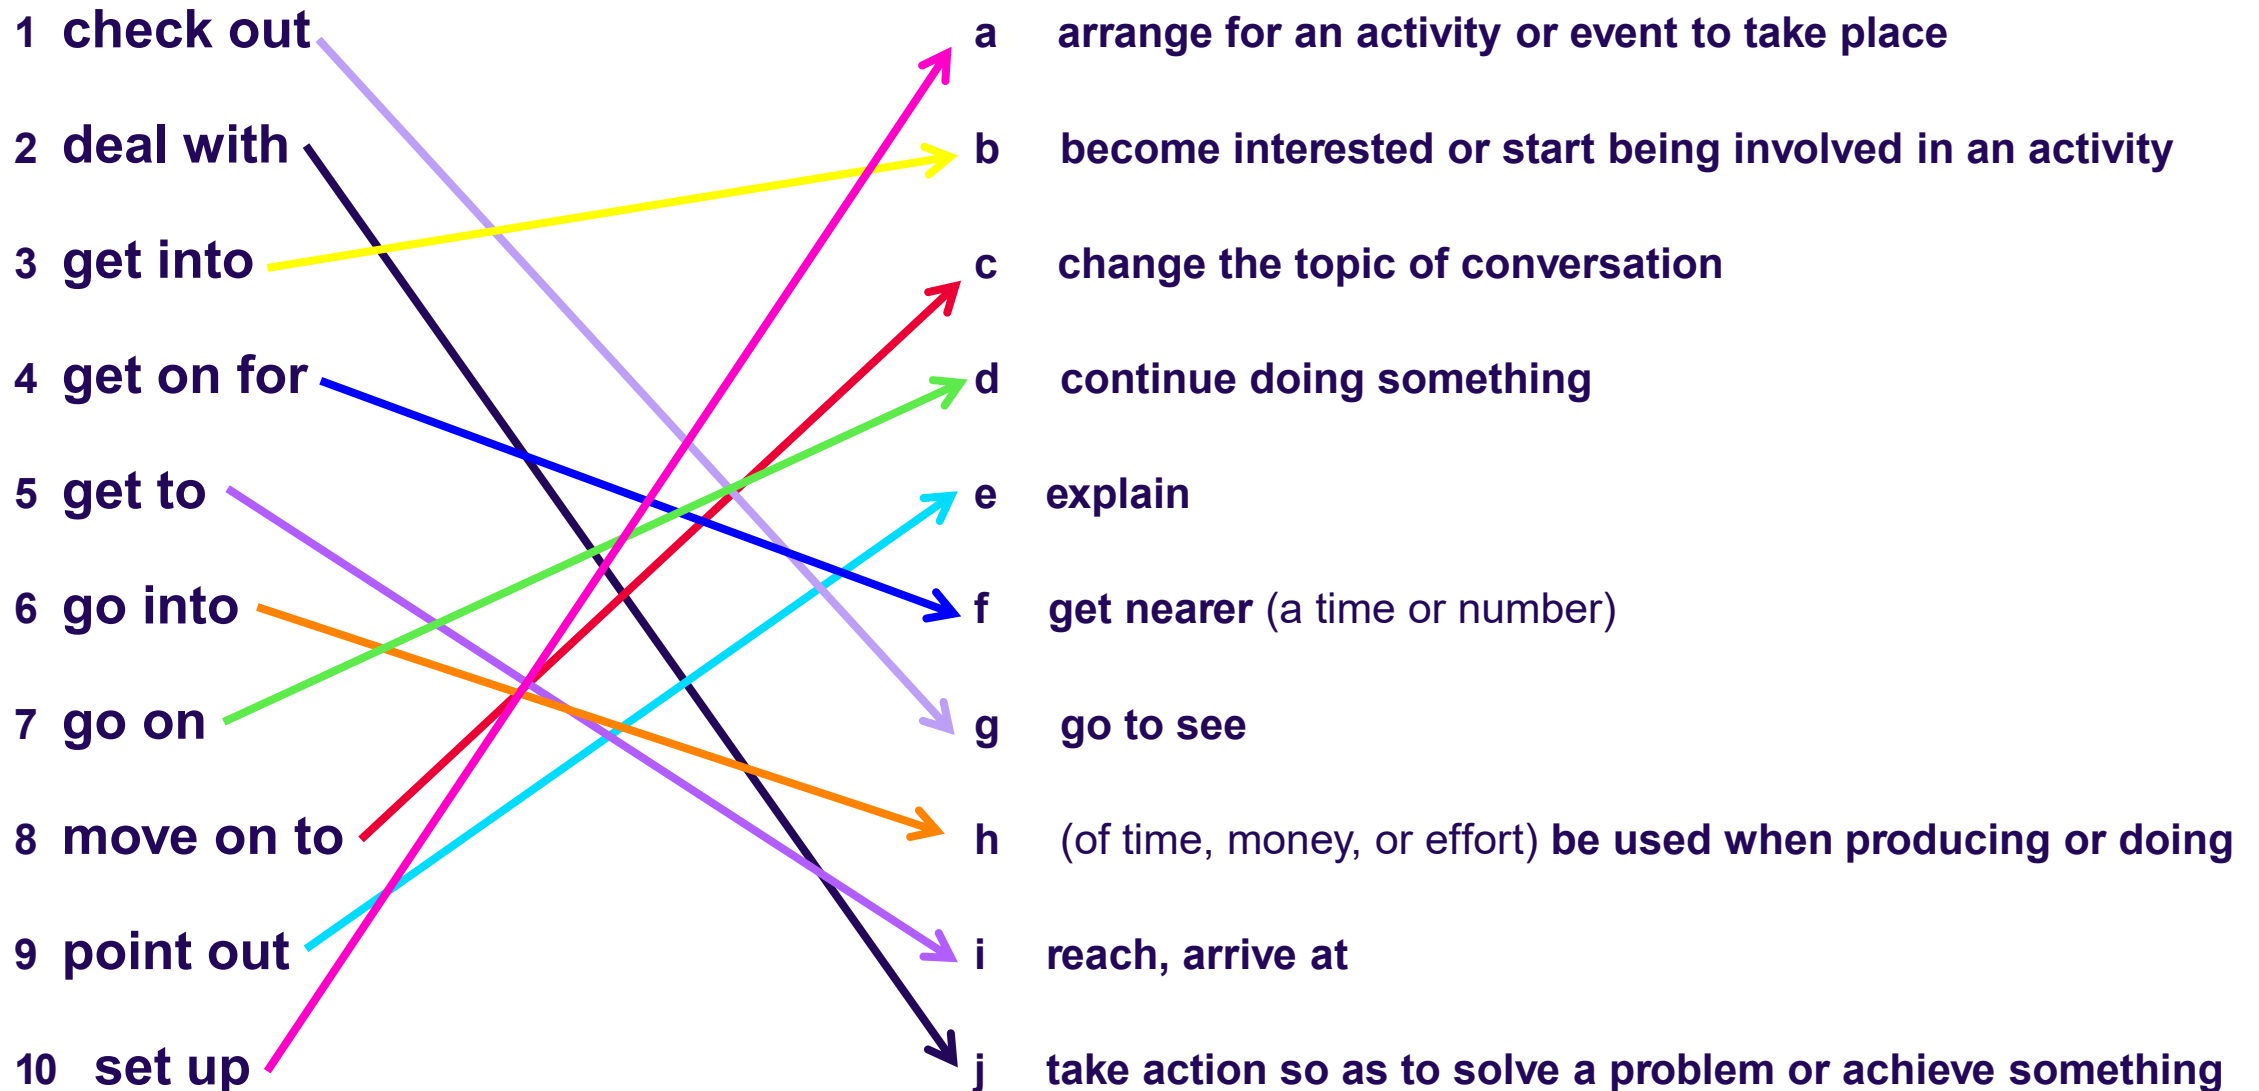 1 check out a arrange for an activity or event to take place
2 deal with b become interested or start being involved in an activity
3 get into c change the topic of conversation
4 get on for d continue doing something
5 get to e explain
6 go into f get nearer (a time or number)
7 go on g go to see
8 move on to h (of time, money, or effort) be used when producing or doing
9 point out i reach, arrive at
10 set up j take action so as to solve a problem or achieve something